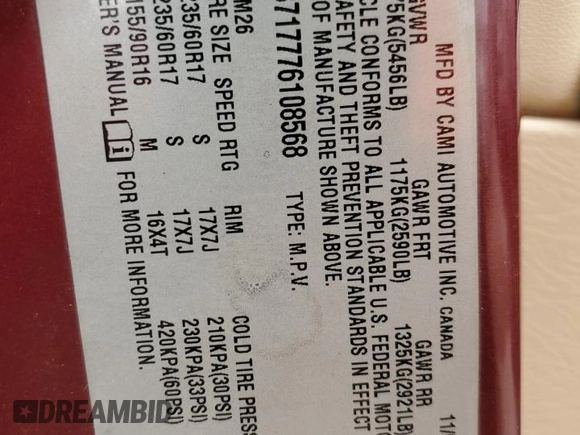 MFD BY CAMI AUTOMOTIVE INC. CANADA 11/
GVWR GAWR FRT GAWR RR
75KG(5456LB) 1175KG(2590LB) 1325KG(2921LB)
CLE CONFORMS TO ALL APPLICABLE U.S. FEDERAL MOTO
AFETY AND THEFT PREVENTION STANDARDS IN EFFECT
OF MANUFACTURE SHOWN ABOVE.
S717776108568 TYPE: M.P.V.
M26
RE SIZE SPEED RTG RIM COLD TIRE PRESS
235/60R17 S 17X7J 210KPA(30PSI)
235/60R17 S 17X7J 230KPA(33PSI)
155/90R16 M 16X4T 420KPA(60PSI)
ER'S MANUAL FOR MORE INFORMATION.
DREAMBID